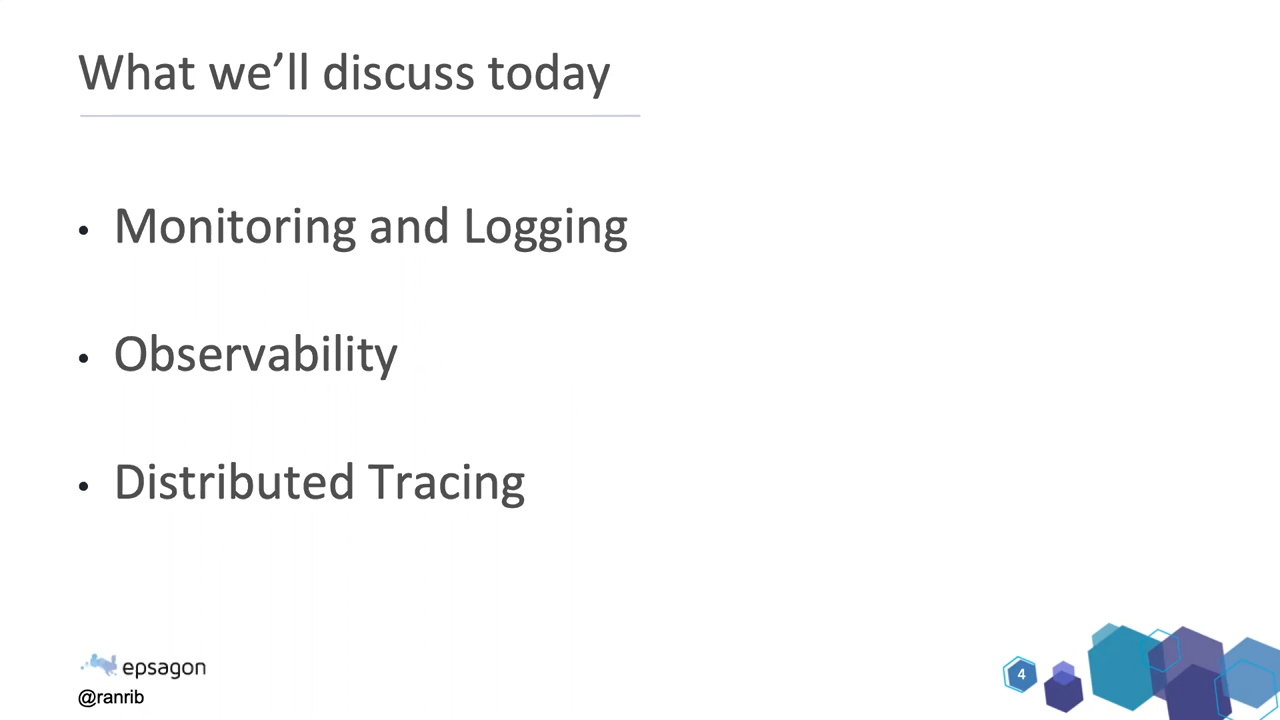 What we’ll discuss today
• Monitoring and Logging
• Observability
• Distributed Tracing
epsagon
@ranrib
4